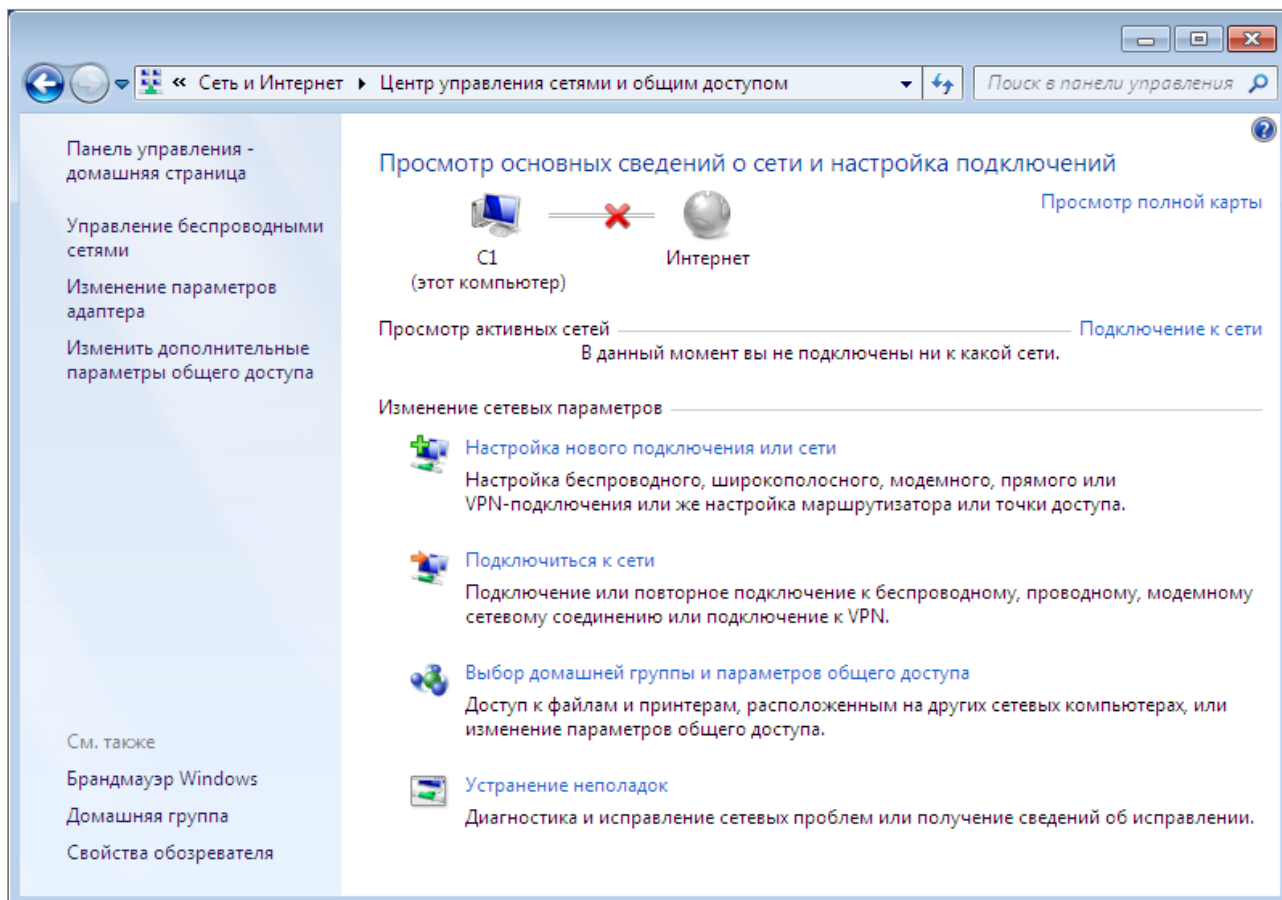 « Сеть и Интернет ▸ Центр управления сетями и общим доступом
Поиск в панели управления
Панель управления -
домашняя страница
Управление беспроводными
сетями
Изменение параметров
адаптера
Изменить дополнительные
параметры общего доступа
См. также
Брандмауэр Windows
Домашняя группа
Свойства обозревателя
Просмотр основных сведений о сети и настройка подключений
Просмотр полной карты
C1
(этот компьютер)
Интернет
Просмотр активных сетей
Подключение к сети
В данный момент вы не подключены ни к какой сети.
Изменение сетевых параметров
Настройка нового подключения или сети
Настройка беспроводного, широкополосного, модемного, прямого или
VPN-подключения или же настройка маршрутизатора или точки доступа.
Подключиться к сети
Подключение или повторное подключение к беспроводному, проводному, модемному
сетевому соединению или подключение к VPN.
Выбор домашней группы и параметров общего доступа
Доступ к файлам и принтерам, расположенным на других сетевых компьютерах, или
изменение параметров общего доступа.
Устранение неполадок
Диагностика и исправление сетевых проблем или получение сведений об исправлении.